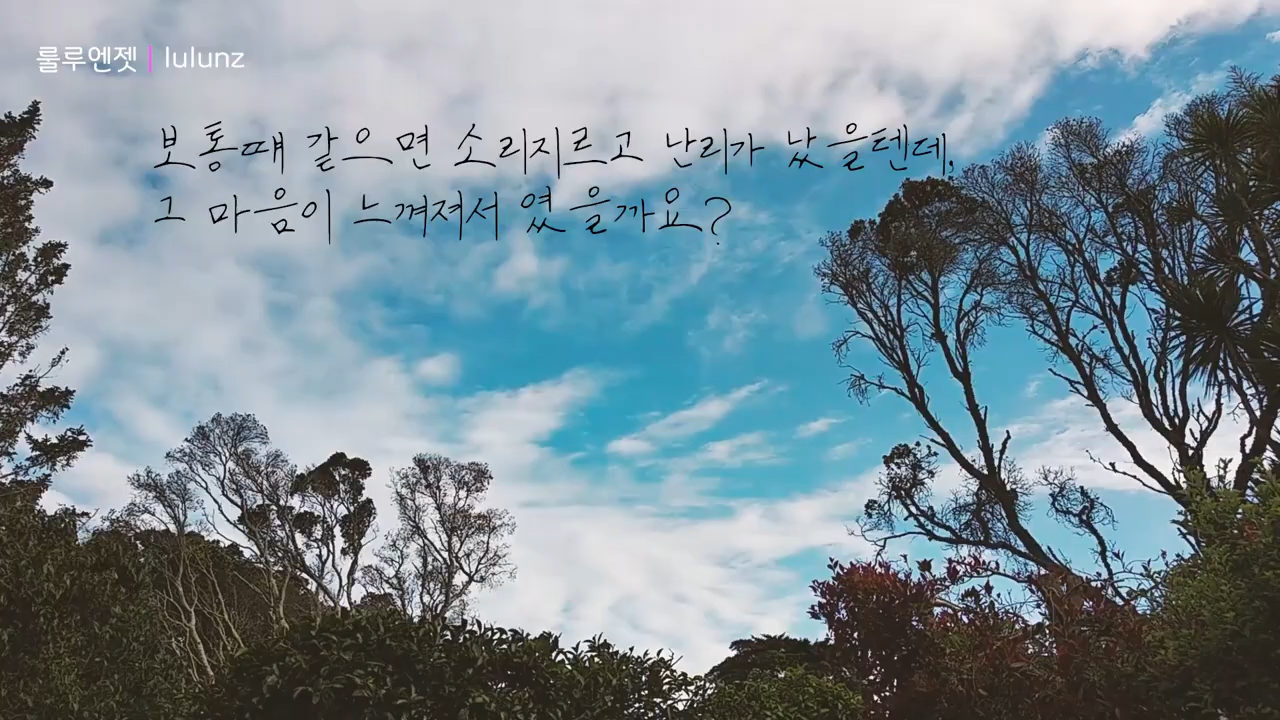 룰루엔젯 | lulunz
보통떄 같으면 소리지르고 난리가 났을텐데,
그 마음이 느껴져서 였을까요?